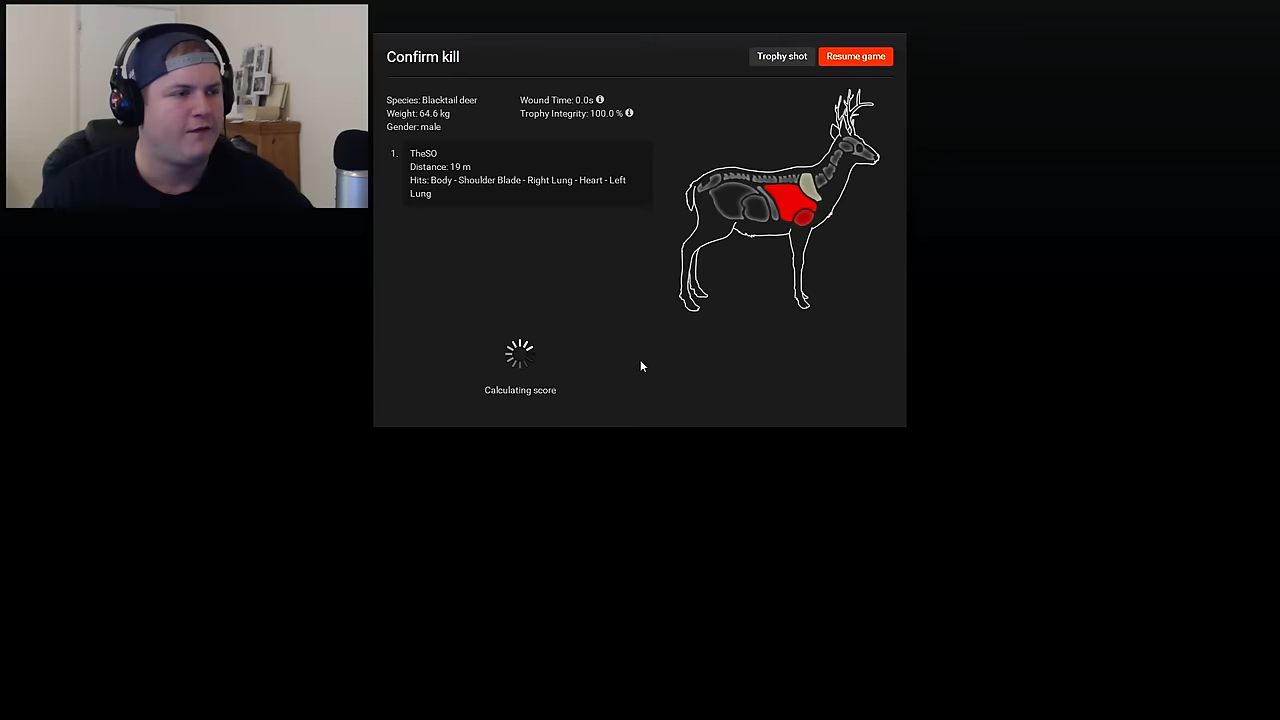 Confirm kill
Trophy shot
Resume game
Species: Blacktail deer
Weight: 64.6 kg
Gender: male
Wound Time: 0.0s
Trophy Integrity: 100.0 %
1.
TheSO
Distance: 19 m
Hits: Body - Shoulder Blade - Right Lung - Heart - Left
Lung
Calculating score